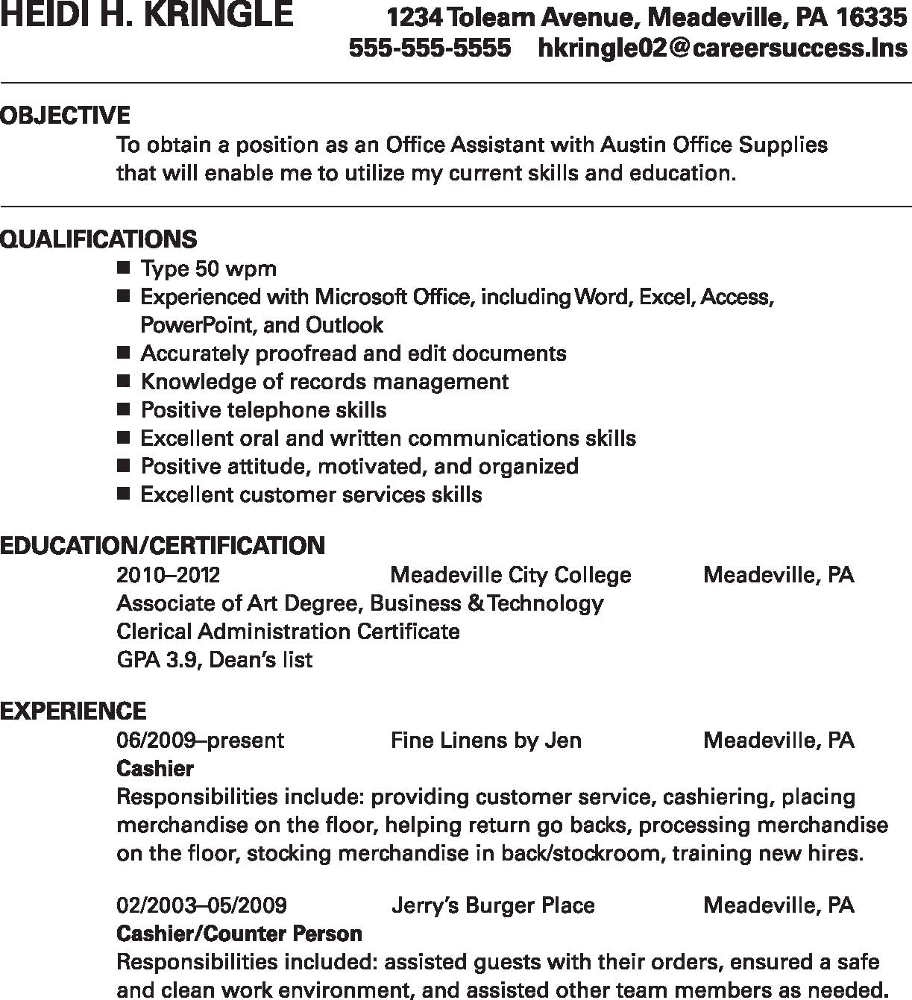 HEIDI H. KRINGLE 1234 Tolearn Avenue, Meadeville, PA 16335
555-555-5555 hkringle02@careersuccess.lns
OBJECTIVE
To obtain a position as an Office Assistant with Austin Office Supplies
that will enable me to utilize my current skills and education.
QUALIFICATIONS
■ Type 50 wpm
■ Experienced with Microsoft Office, including Word, Excel, Access,
PowerPoint, and Outlook
■ Accurately proofread and edit documents
■ Knowledge of records management
■ Positive telephone skills
■ Excellent oral and written communications skills
■ Positive attitude, motivated, and organized
■ Excellent customer services skills
EDUCATION/CERTIFICATION
2010–2012 Meadeville City College Meadeville, PA
Associate of Art Degree, Business & Technology
Clerical Administration Certificate
GPA 3.9, Dean’s list
EXPERIENCE
06/2009–present Fine Linens by Jen Meadeville, PA
Cashier
Responsibilities include: providing customer service, cashiering, placing
merchandise on the floor, helping return go backs, processing merchandise
on the floor, stocking merchandise in back/stockroom, training new hires.
02/2003–05/2009 Jerry’s Burger Place Meadeville, PA
Cashier/Counter Person
Responsibilities included: assisted guests with their orders, ensured a safe
and clean work environment, and assisted other team members as needed.